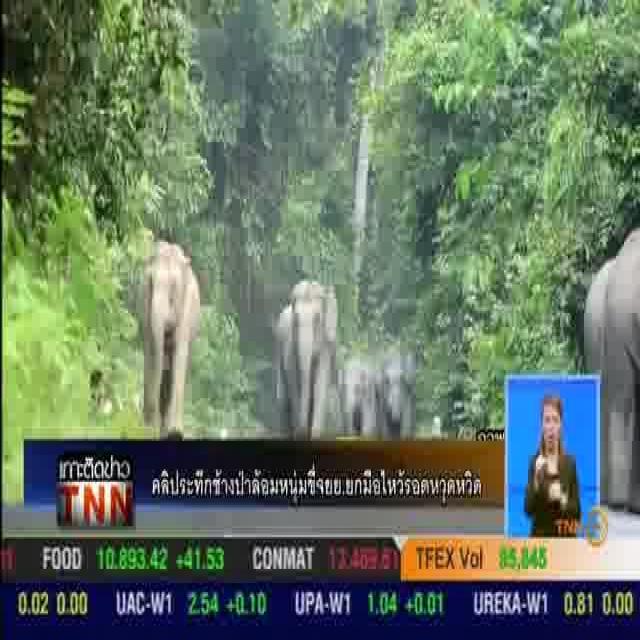 เกาะติดข่าว
TNN
คลิประทึกช้างป่าล้อมหนุ่มขี่จยย.ยกมือไหว้รอดหวุดหวิด
TNN
FOOD 10,893.42 +41.53 CONMAT TFEX Vol 85,845
0.02 0.00 UAC-W1 2.54 +0.10 UPA-W1 1.04 +0.01 UREKA-W1 0.81 0.00